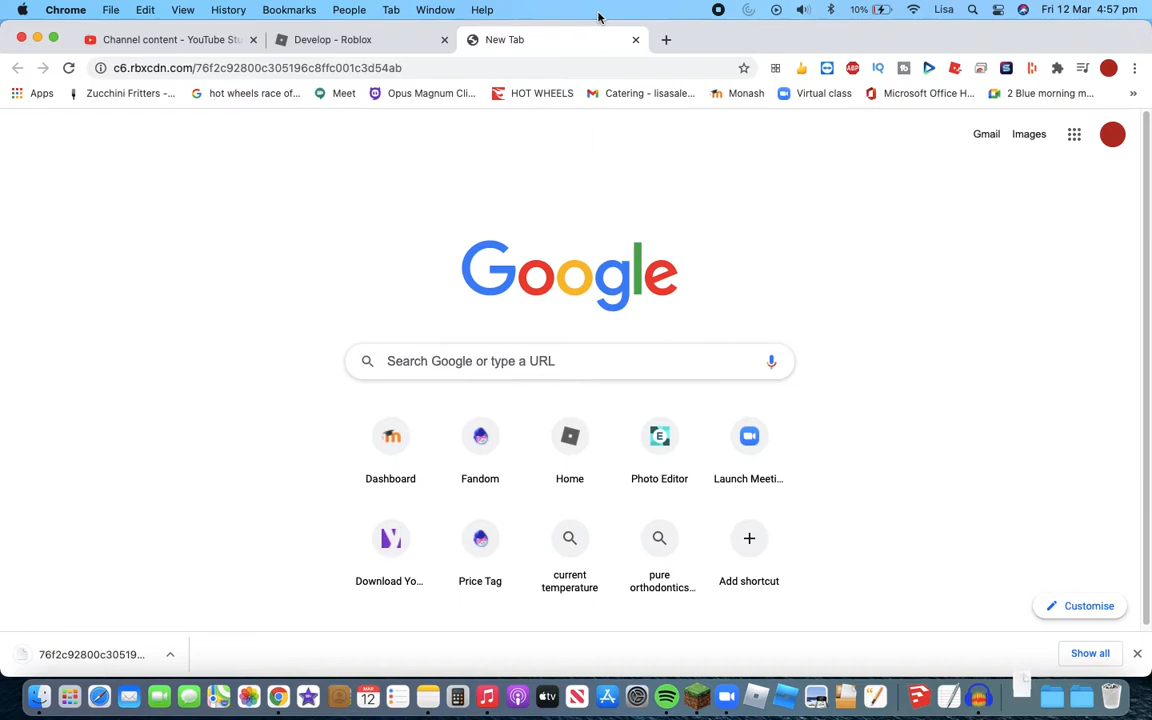 Chrome File Edit View History Bookmarks People Tab Window Help 10% Lisa Fri 12 Mar 4:57 pm
Channel content - YouTube Stu Develop - Roblox New Tab
c6.rbxcdn.com/76f2c92800c305196c8ffc001c3d54ab
Apps Zucchini Fritters -... hot wheels race of... Meet Opus Magnum Cli... HOT WHEELS Catering - lisasale... Monash Virtual class Microsoft Office H... 2 Blue morning m... »
Gmail Images
Google
Search Google or type a URL
Dashboard Fandom Home Photo Editor Launch Meeti...
Download Yo... Price Tag current temperature pure orthodontics... Add shortcut
Customise
76f2c92800c30519... Show all